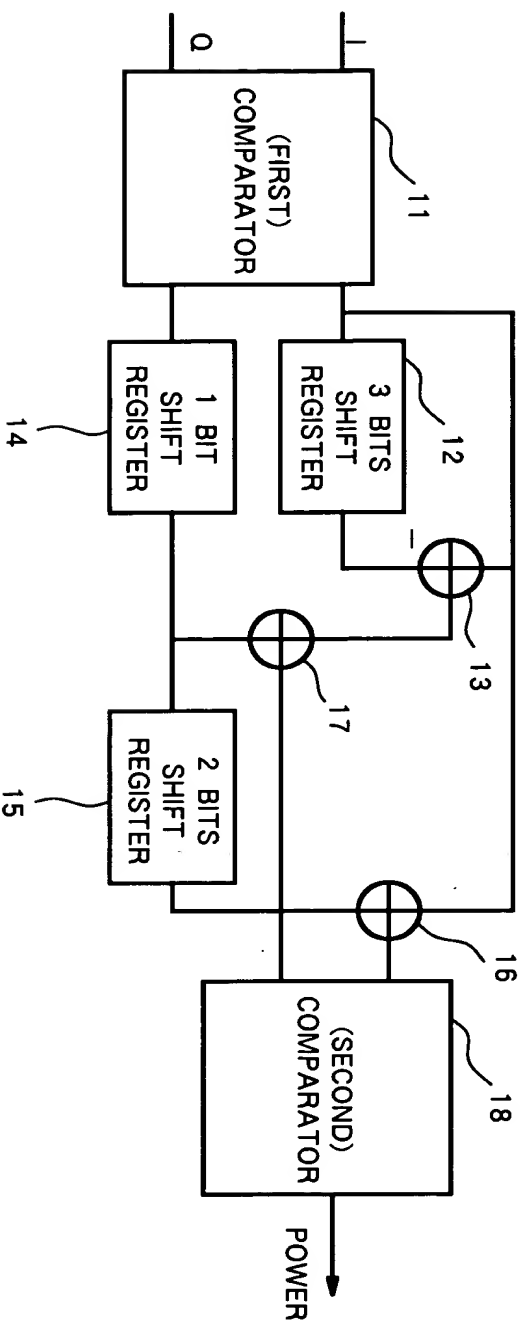 I
Q
11
(FIRST)
COMPARATOR
12
3 BITS
SHIFT
REGISTER
−
13
1 BIT
SHIFT
REGISTER
14
17
2 BITS
SHIFT
REGISTER
15
16
18
(SECOND)
COMPARATOR
POWER